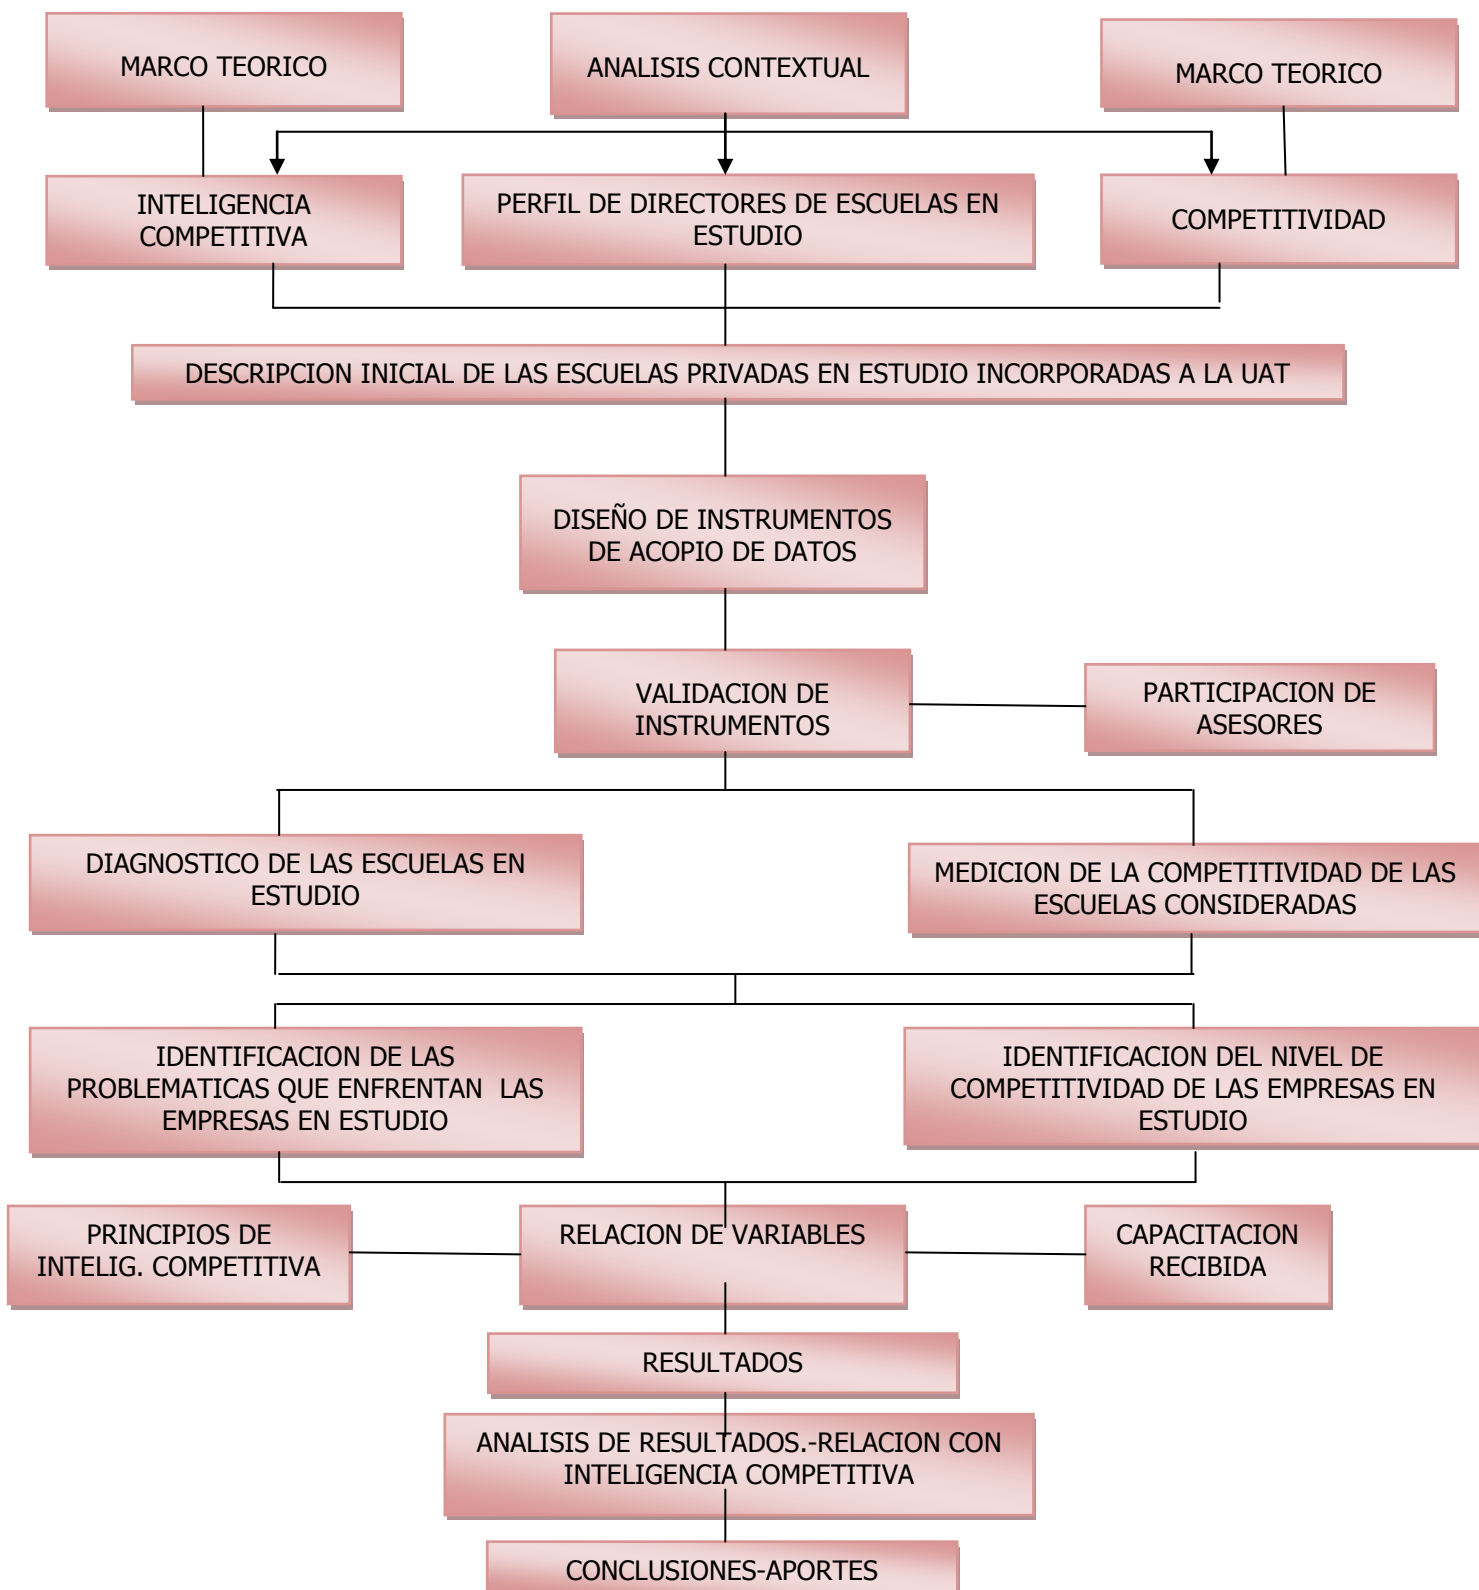 MARCO TEORICO
ANALISIS CONTEXTUAL
MARCO TEORICO
INTELIGENCIA
COMPETITIVA
PERFIL DE DIRECTORES DE ESCUELAS EN
ESTUDIO
COMPETITIVIDAD
DESCRIPCION INICIAL DE LAS ESCUELAS PRIVADAS EN ESTUDIO INCORPORADAS A LA UAT
DISEÑO DE INSTRUMENTOS
DE ACOPIO DE DATOS
VALIDACION DE
INSTRUMENTOS
PARTICIPACION DE
ASESORES
DIAGNOSTICO DE LAS ESCUELAS EN
ESTUDIO
MEDICION DE LA COMPETITIVIDAD DE LAS
ESCUELAS CONSIDERADAS
IDENTIFICACION DE LAS
PROBLEMATICAS QUE ENFRENTAN LAS
EMPRESAS EN ESTUDIO
IDENTIFICACION DEL NIVEL DE
COMPETITIVIDAD DE LAS EMPRESAS EN
ESTUDIO
PRINCIPIOS DE
INTELIG. COMPETITIVA
RELACION DE VARIABLES
CAPACITACION
RECIBIDA
RESULTADOS
ANALISIS DE RESULTADOS.-RELACION CON
INTELIGENCIA COMPETITIVA
CONCLUSIONES-APORTES